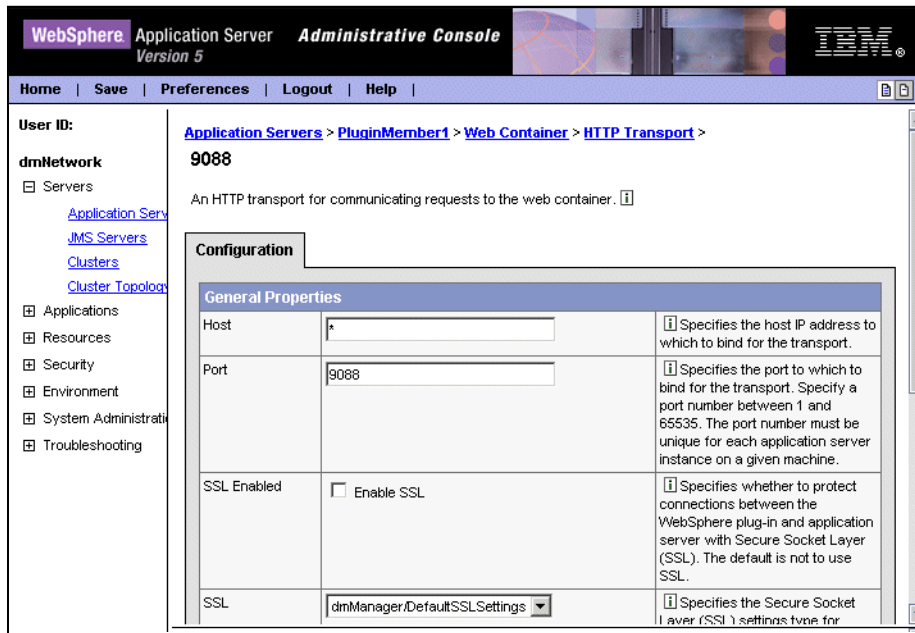 WebSphere. Application Server Administrative Console
Version 5
IBM®
Home | Save | Preferences | Logout | Help |
User ID:
dmNetwork
Servers
Application Serv
JMS Servers
Clusters
Cluster Topology
Applications
Resources
Security
Environment
System Administrati
Troubleshooting
Application Servers > PluginMember1 > Web Container > HTTP Transport >
9088
An HTTP transport for communicating requests to the web container. i
Configuration
General Properties
Host
*
i Specifies the host IP address to
which to bind for the transport.
Port
9088
i Specifies the port to which to
bind for the transport. Specify a
port number between 1 and
65535. The port number must be
unique for each application server
instance on a given machine.
SSL Enabled
Enable SSL
i Specifies whether to protect
connections between the
WebSphere plug-in and application
server with Secure Socket Layer
(SSL). The default is not to use
SSL.
SSL
dmManager/DefaultSSLSettings
i Specifies the Secure Socket
Layer (SSL) settings type for